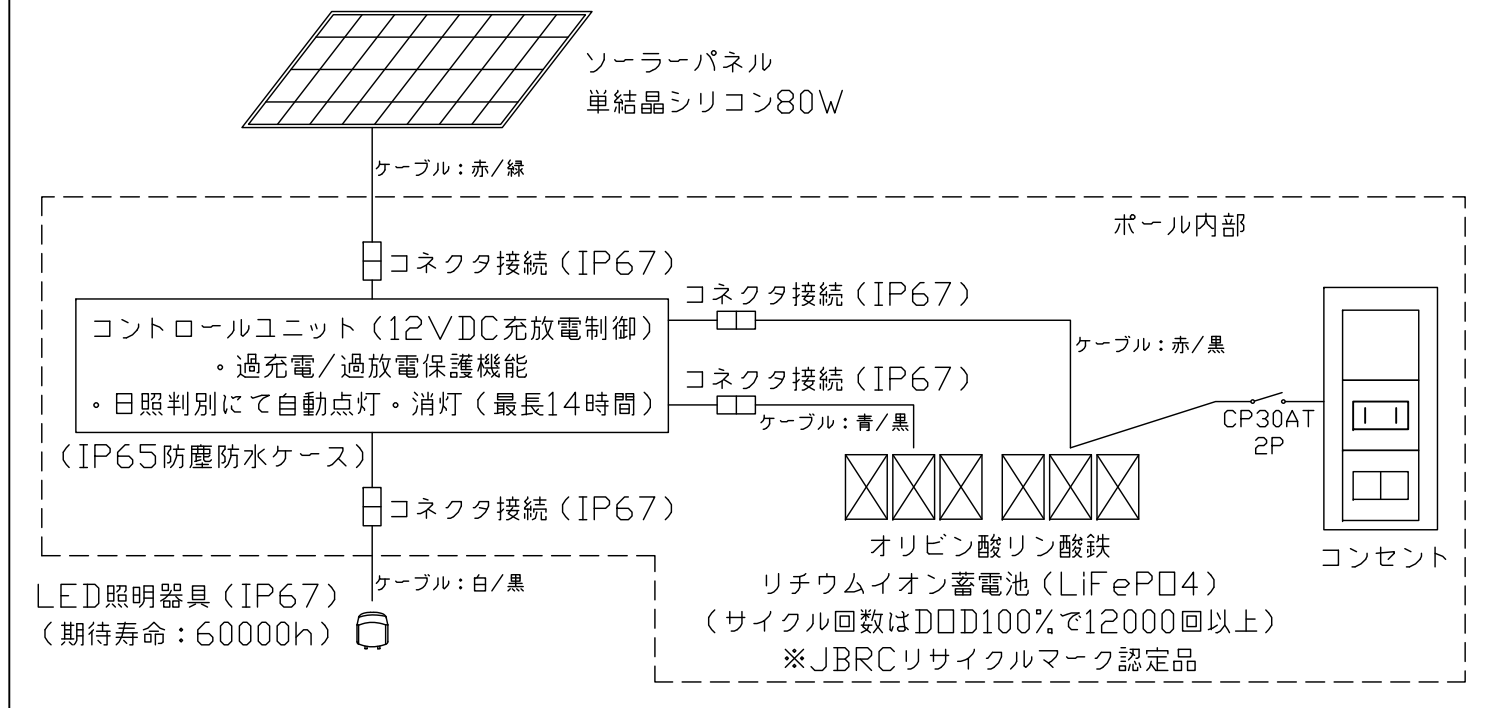 ソーラーパネル
単結晶シリコン80W
ケーブル：赤/緑
ポール内部
コネクタ接続（IP67）
コネクタ接続（IP67）
コントロールユニット（12VDC充放電制御）
・過充電/過放電保護機能
・日照判別にて自動点灯・消灯（最長14時間）
（IP65防塵防水ケース）
ケーブル：赤/黒
コネクタ接続（IP67）
ケーブル：青/黒
CP30AT
2P
コネクタ接続（IP67）
オリビン酸リン酸鉄
リチウムイオン蓄電池（LiFePO4）
（サイクル回数はDOD100%で12000回以上）
※JBRCリサイクルマーク認定品
コンセント
ケーブル：白/黒
LED照明器具（IP67）
（期待寿命：60000h）